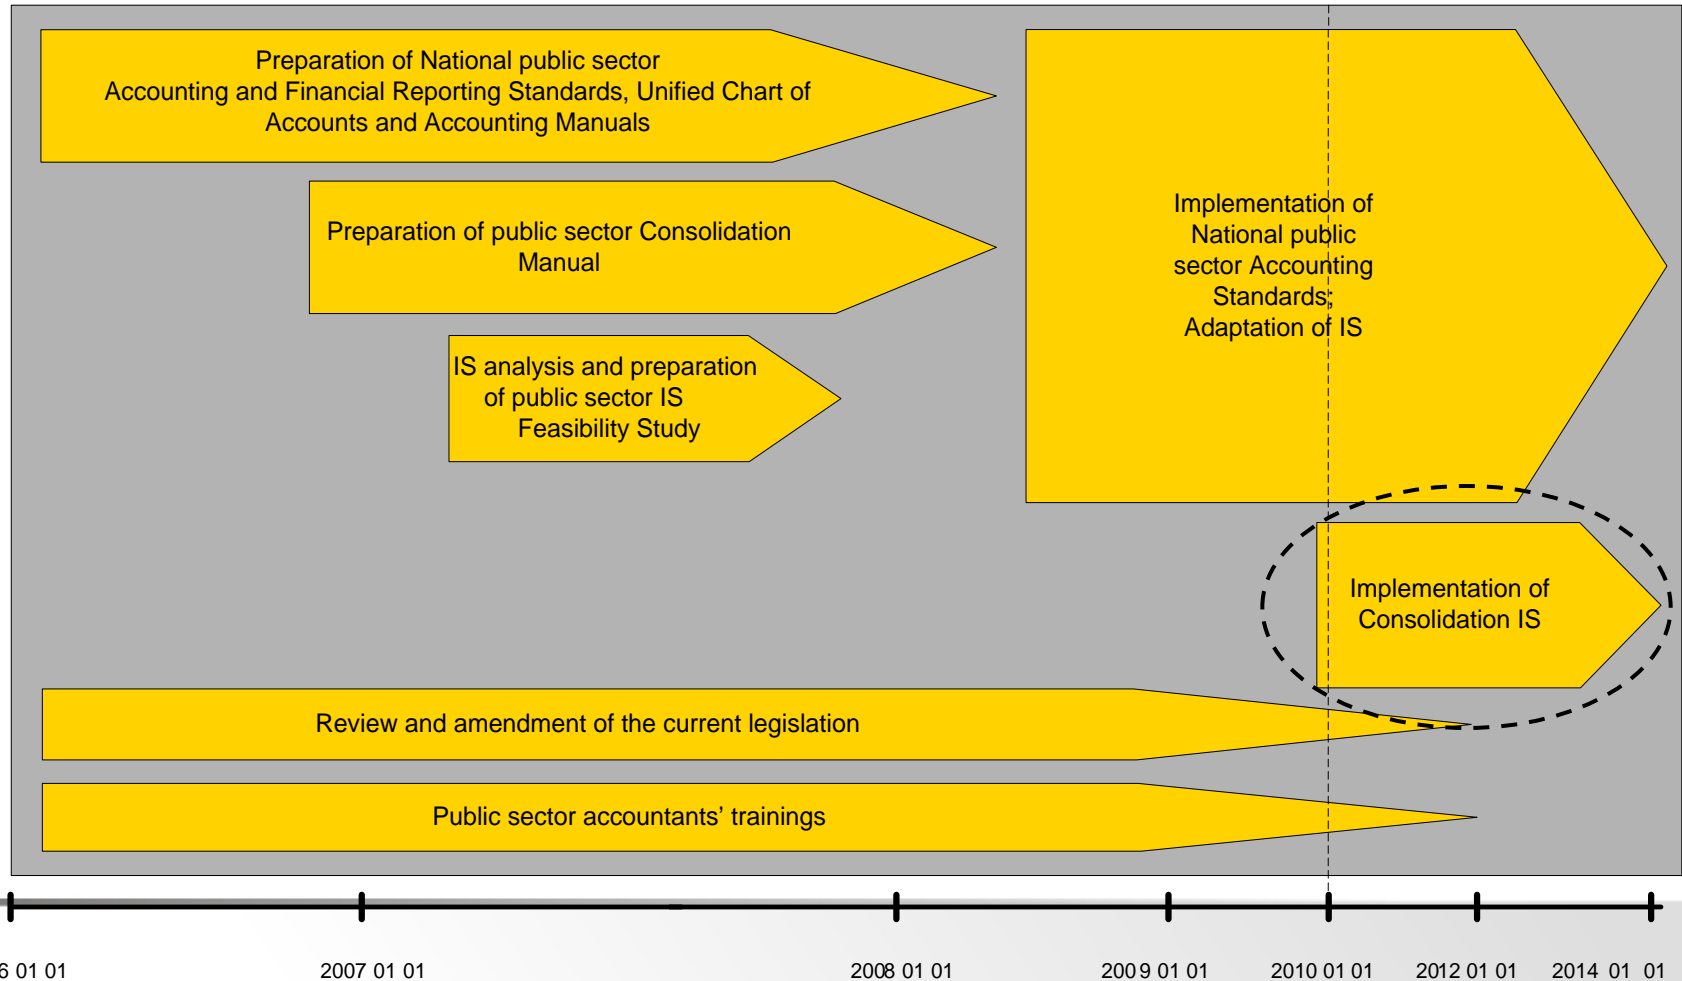 Preparation of National public sector
Accounting and Financial Reporting Standards, Unified Chart of
Accounts and Accounting Manuals
Preparation of public sector Consolidation
Manual
IS analysis and preparation
of public sector IS
Feasibility Study
Implementation of
National public
sector Accounting
Standards;
Adaptation of IS
Implementation of
Consolidation IS
Review and amendment of the current legislation
Public sector accountants’ trainings
6 01 01 2007 01 01 2008 01 01 2009 01 01 2010 01 01 2012 01 01 2014 01 01